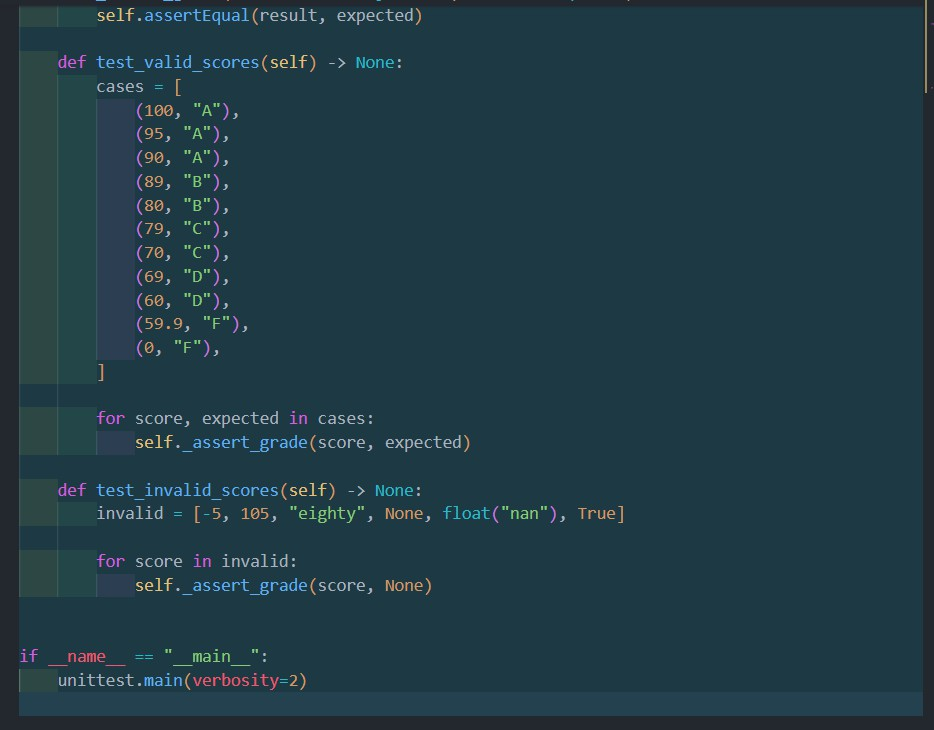 self.assertEqual(result, expected)

    def test_valid_scores(self) -> None:
        cases = [
            (100, "A"),
            (95, "A"),
            (90, "A"),
            (89, "B"),
            (80, "B"),
            (79, "C"),
            (70, "C"),
            (69, "D"),
            (60, "D"),
            (59.9, "F"),
            (0, "F"),
        ]

        for score, expected in cases:
            self._assert_grade(score, expected)

    def test_invalid_scores(self) -> None:
        invalid = [-5, 105, "eighty", None, float("nan"), True]

        for score in invalid:
            self._assert_grade(score, None)


if __name__ == "__main__":
    unittest.main(verbosity=2)